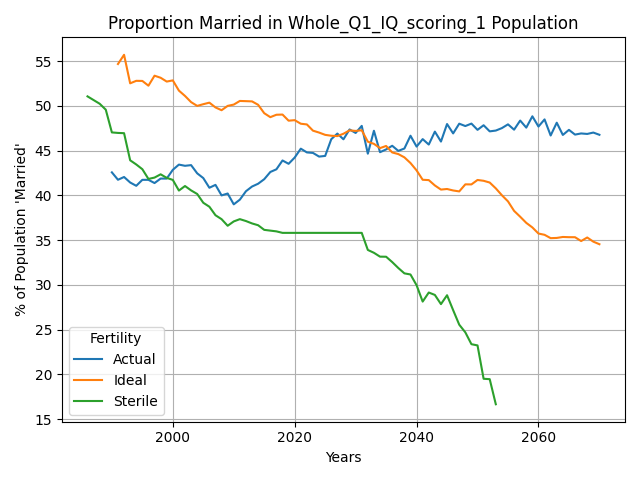 Proportion Married in Whole_Q1_IQ_scoring_1 Population
% of Population 'Married'
55
50
45
40
35
30
25
20
15
Fertility
Actual
Ideal
Sterile
2000 2020 2040 2060
Years